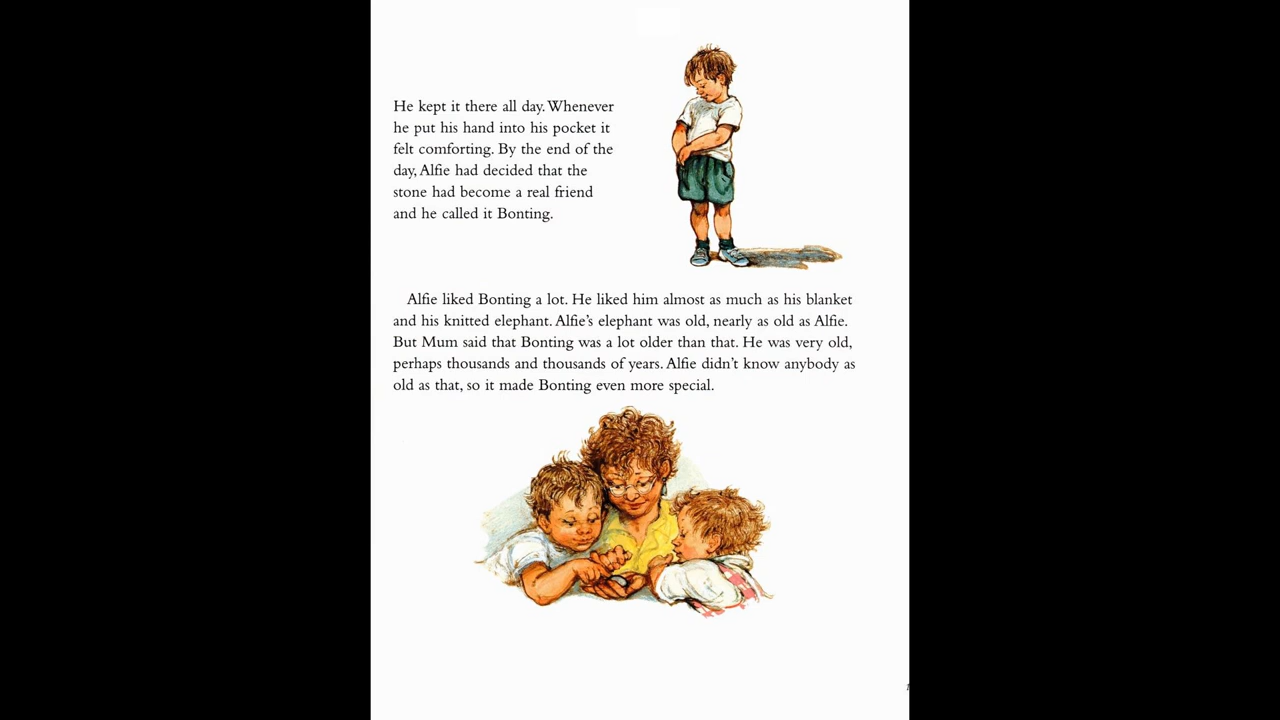 He kept it there all day. Whenever
he put his hand into his pocket it
felt comforting. By the end of the
day, Alfie had decided that the
stone had become a real friend
and he called it Bonting.
Alfie liked Bonting a lot. He liked him almost as much as his blanket
and his knitted elephant. Alfie’s elephant was old, nearly as old as Alfie.
But Mum said that Bonting was a lot older than that. He was very old,
perhaps thousands and thousands of years. Alfie didn’t know anybody as
old as that, so it made Bonting even more special.